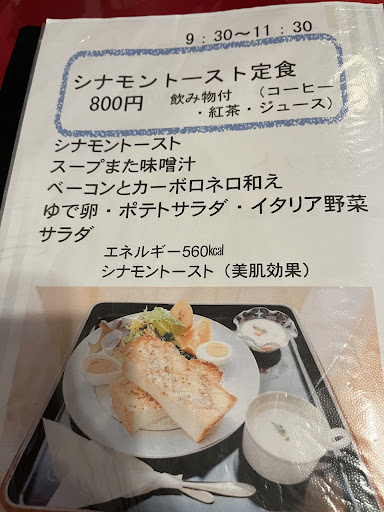 9：30～11：30
シナモントースト定食
800円 飲み物付 （コーヒー
・紅茶・ジュース）
シナモントースト
スープまた味噌汁
ベーコンとカーボロネロ和え
ゆで卵・ポテトサラダ・イタリア野菜
サラダ
エネルギー560㎉
シナモントースト（美肌効果）